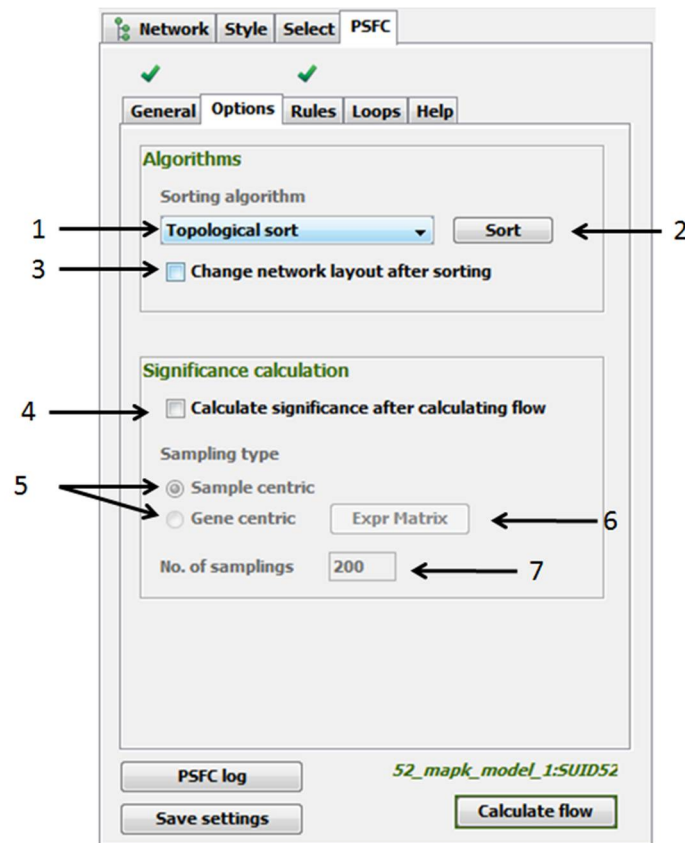 Network Style Select PSFC
General Options Rules Loops Help
Algorithms
Sorting algorithm
1 Topological sort Sort 2
3 Change network layout after sorting
Significance calculation
4 Calculate significance after calculating flow
Sampling type
5 Sample centric
Gene centric Expr Matrix 6
No. of samplings 200 7
PSFC log 52_mapk_model_1:SUID52
Save settings Calculate flow